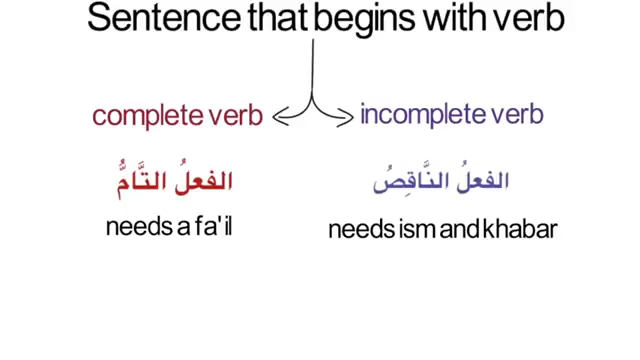 Sentence that begins with verb
complete verb
incomplete verb
الفعلُ التَّامُّ
الفعلُ النَّاقِصُ
needs a fa'il
needs ism and khabar